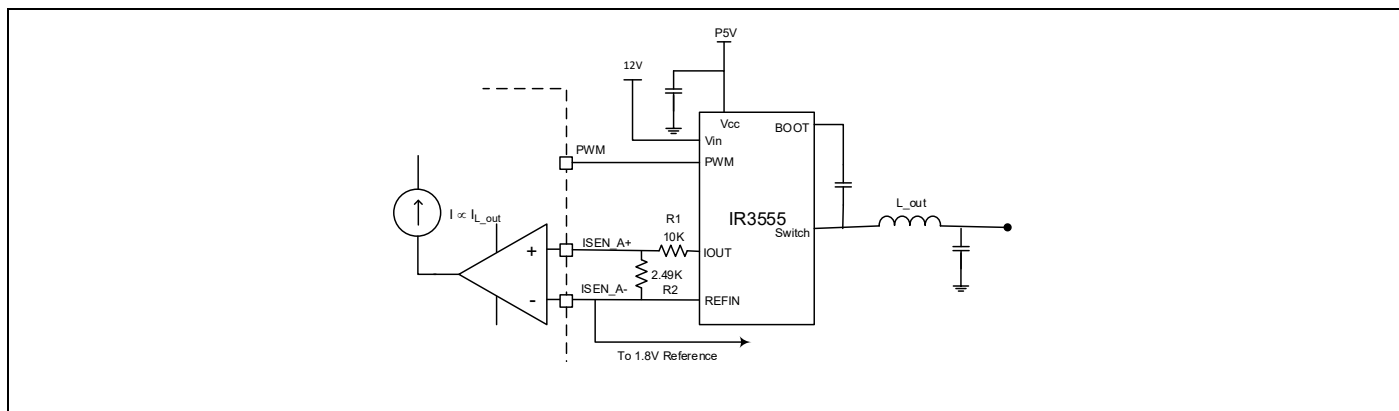 P5V
12V
Vcc
BOOT
Vin
PWM
PWM
L_out
I ∝ I_L_out
R1
IR3555
Switch
ISEN_A+
10K
IOUT
+
2.49K
ISEN_A-
R2
REFIN
-
To 1.8V Reference